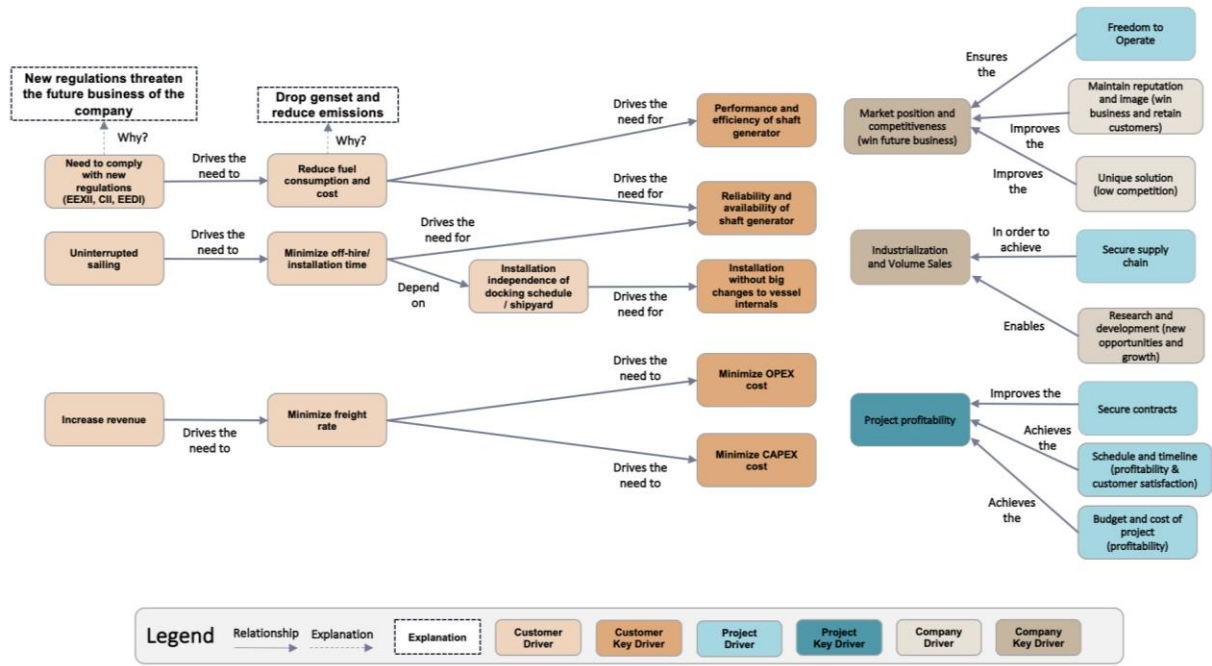 New regulations threaten
the future business of the
company
Why?
Need to comply
with new
regulations
(EEXII, CII, EEDI)
Drives the
need to
Drop genset and
reduce emissions
Why?
Reduce fuel
consumption and
cost
Drives the
need for
Performance and
efficiency of shaft
generator
Drives the
need for
Reliability and
availability of
shaft generator
Uninterrupted
sailing
Drives the
need to
Minimize off-hire/
installation time
Drives the
need for
Depend
on
Installation
independence of
docking schedule
/ shipyard
Drives the
need for
Installation
without big
changes to vessel
internals
Increase revenue
Drives the
need to
Minimize freight
rate
Drives the
need to
Minimize OPEX
cost
Drives the
need to
Minimize CAPEX
cost
Market position and
competitiveness
(win future business)
Ensures
the
Freedom to
Operate
Improves
the
Maintain reputation
and image (win
business and retain
customers)
Improves
the
Unique solution
(low competition)
Industrialization
and Volume Sales
In order to
achieve
Secure supply
chain
Enables
Research and
development (new
opportunities and
growth)
Project profitability
Improves the
Secure contracts
Achieves
the
Schedule and timeline
(profitability &
customer satisfaction)
Achieves
the
Budget and cost of
project
(profitability)
Legend
Relationship
Explanation
Explanation
Customer
Driver
Customer
Key Driver
Project
Driver
Project
Key Driver
Company
Driver
Company
Key Driver